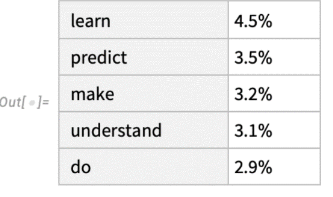 learn 4.5%
predict 3.5%
make 3.2%
Out[•]= understand 3.1%
do 2.9%